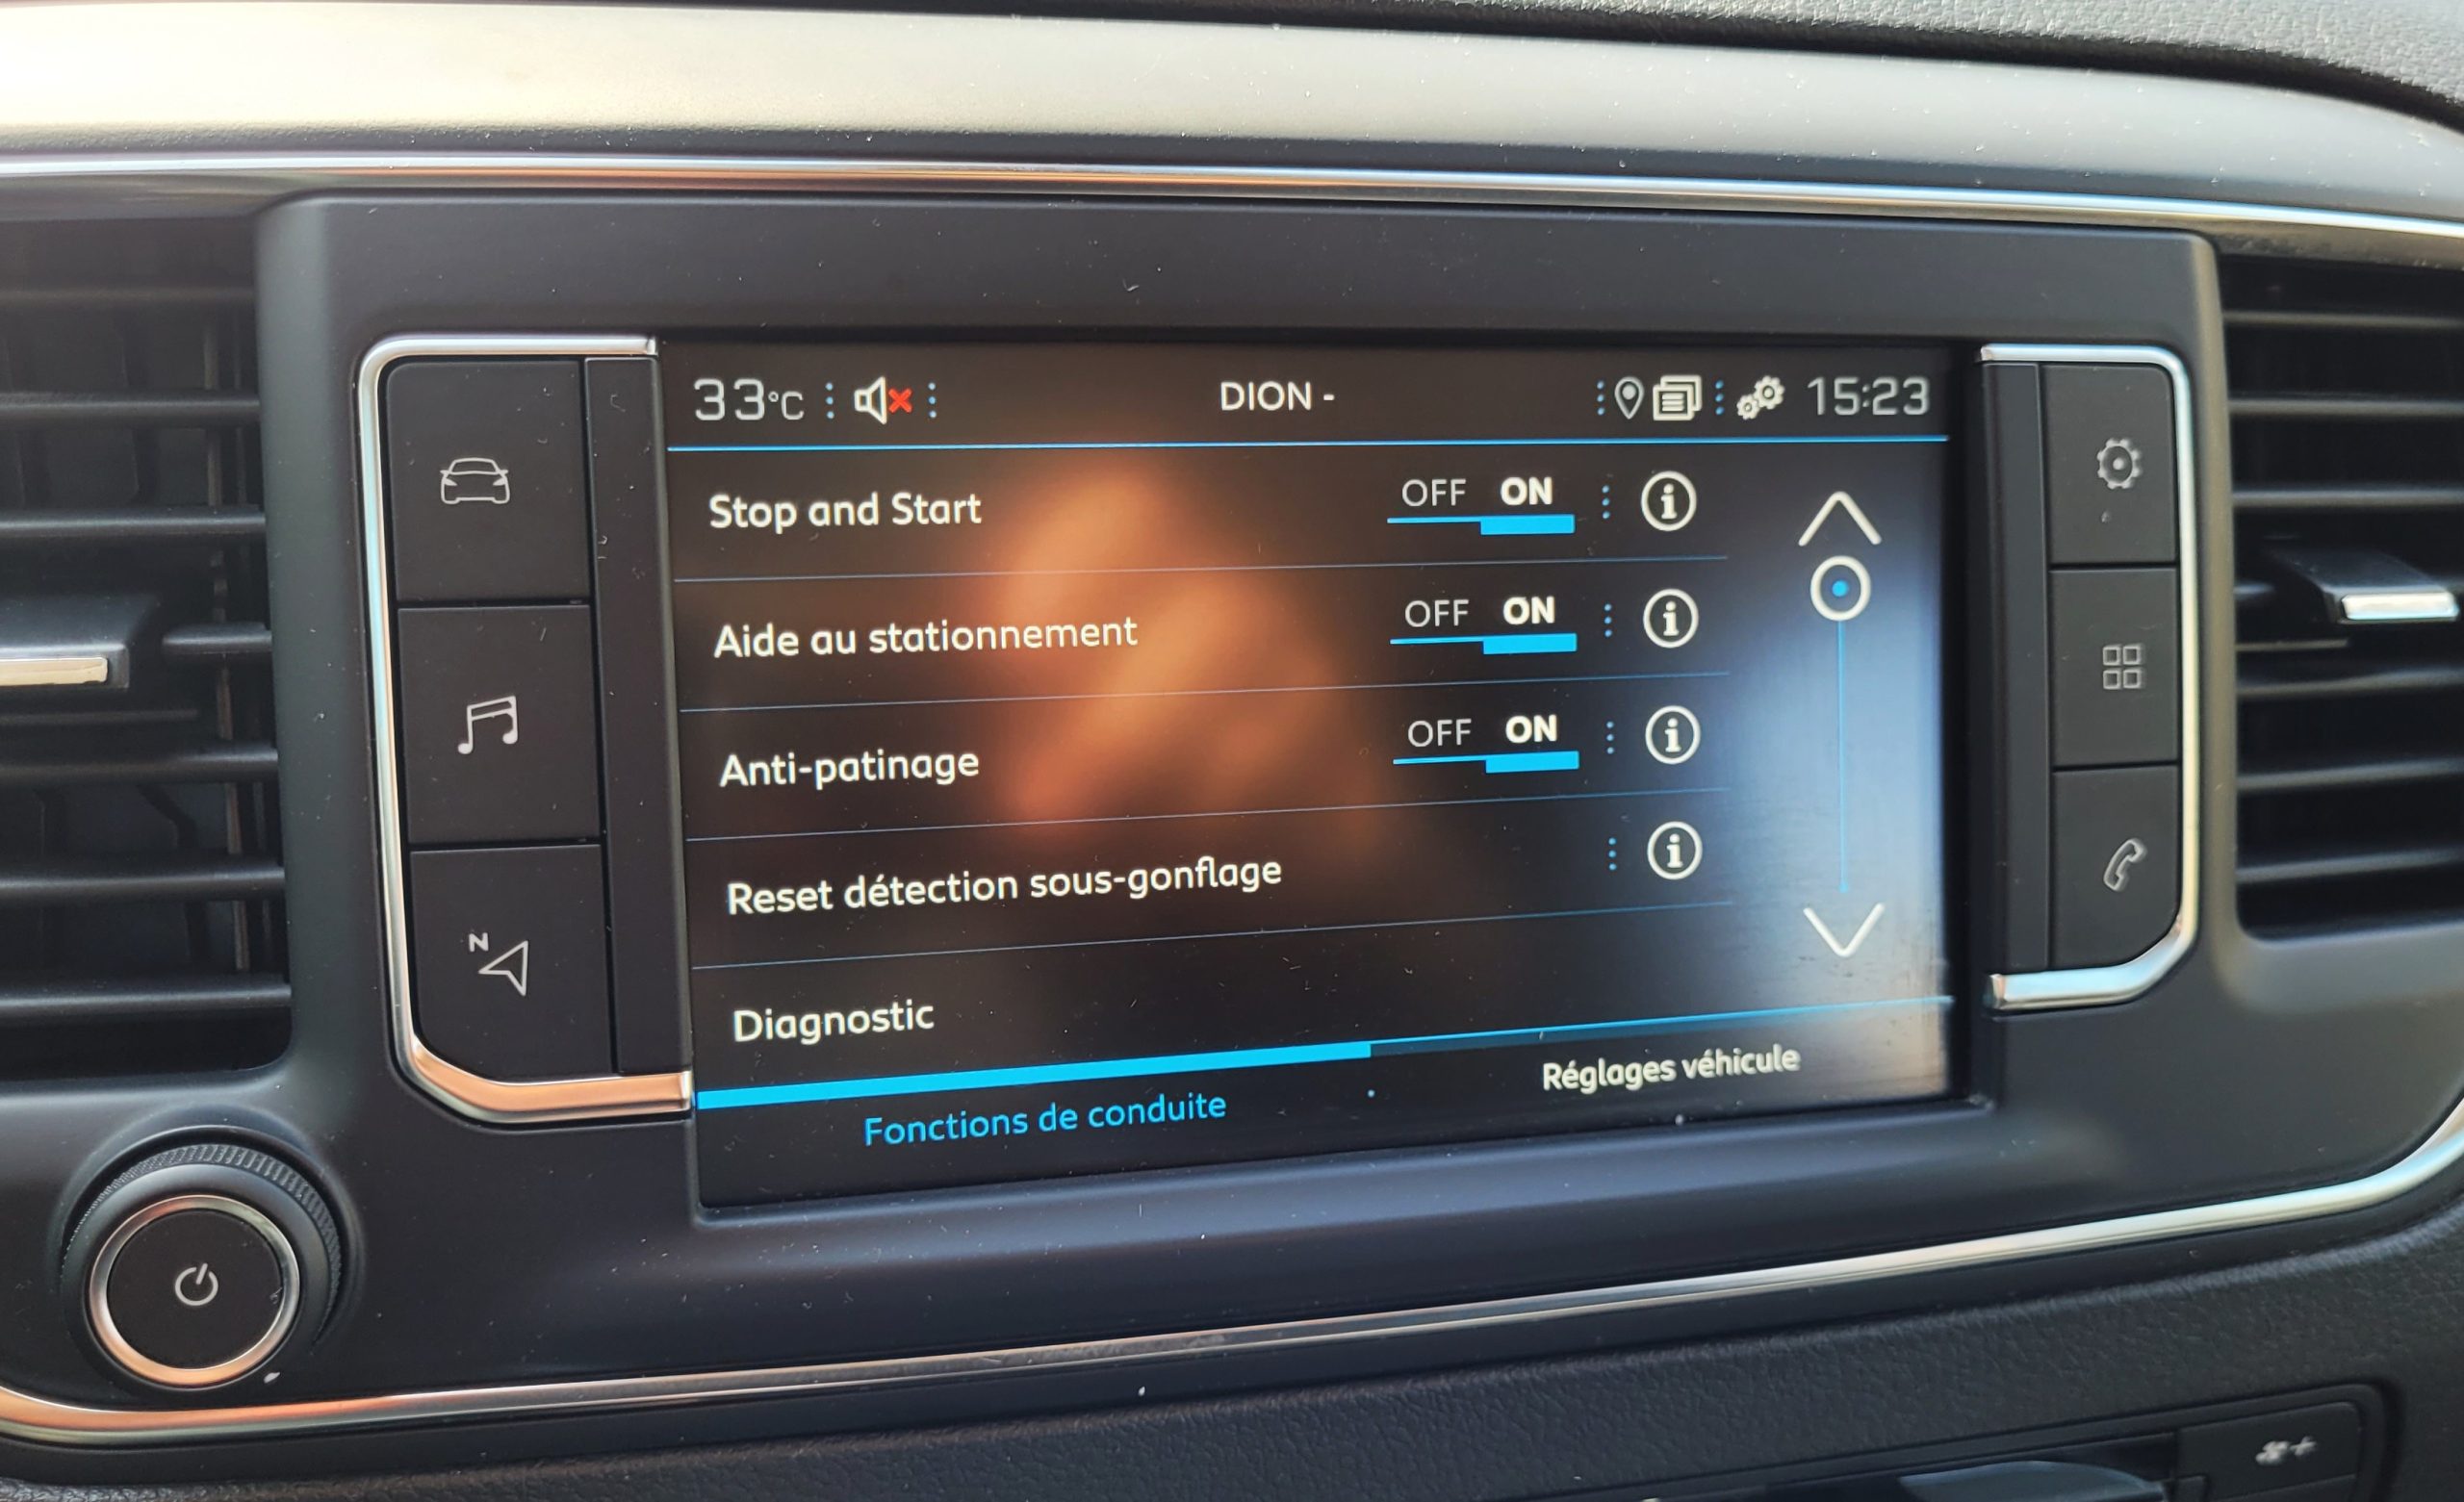 33°C DION - 15:23
Stop and Start OFF ON i
Aide au stationnement OFF ON i
Anti-patinage OFF ON i
Reset détection sous-gonflage i
Diagnostic
Fonctions de conduite Réglages véhicule
N